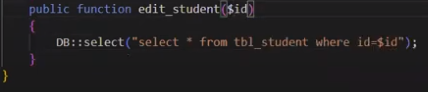 public function edit_student($id)
{
DB::select("select * from tbl_student where id=$id");
}
}